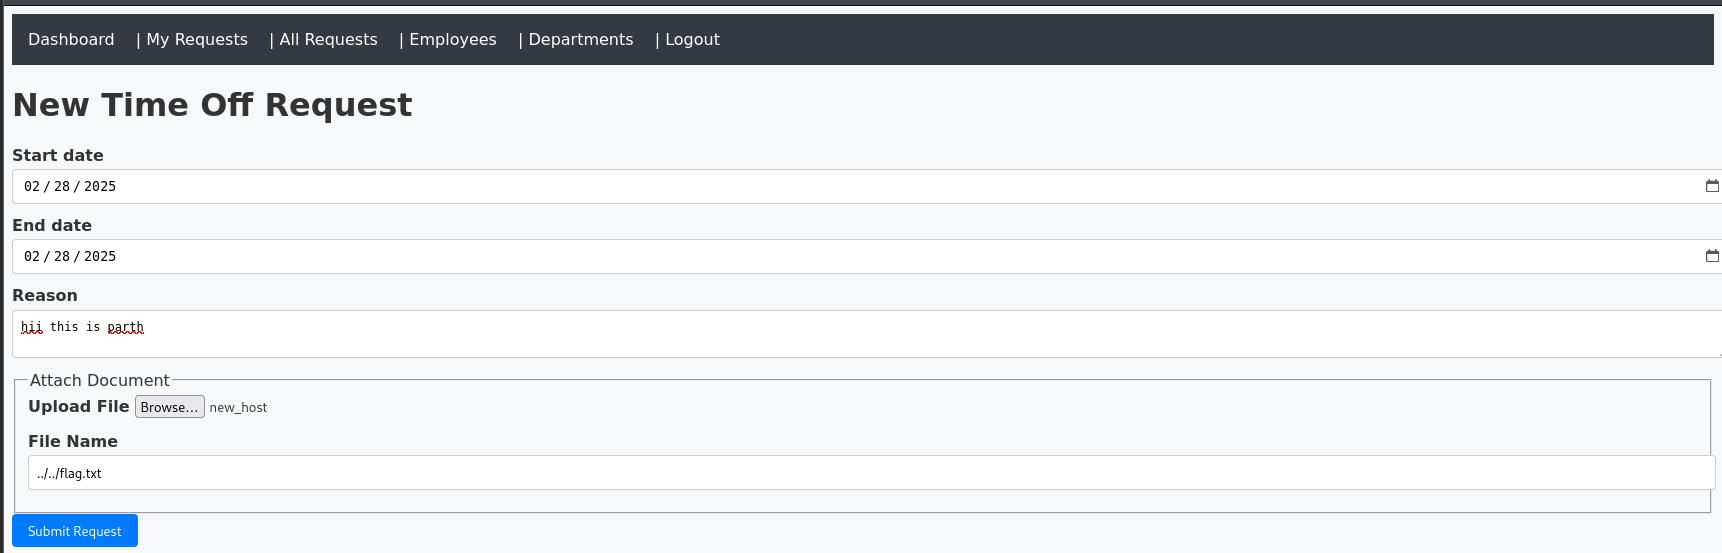 Dashboard | My Requests | All Requests | Employees | Departments | Logout
New Time Off Request
Start date
02 / 28 / 2025
End date
02 / 28 / 2025
Reason
hii this is parth
Attach Document
Upload File Browse... new_host
File Name
../../flag.txt
Submit Request